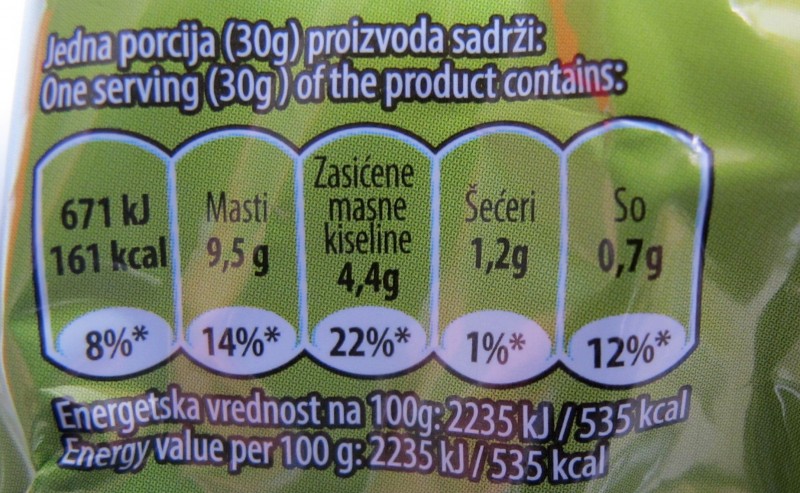 Jedna porcija (30g) proizvoda sadrži:
One serving (30g) of the product contains:
671 kJ
161 kcal
8%*
Masti
9,5 g
14%*
Zasićene
masne
kiseline
4,4g
22%*
Šećeri
1,2g
1%*
So
0,7g
12%*
Energetska vrednost na 100g: 2235 kJ / 535 kcal
Energy value per 100 g: 2235 kJ / 535 kcal